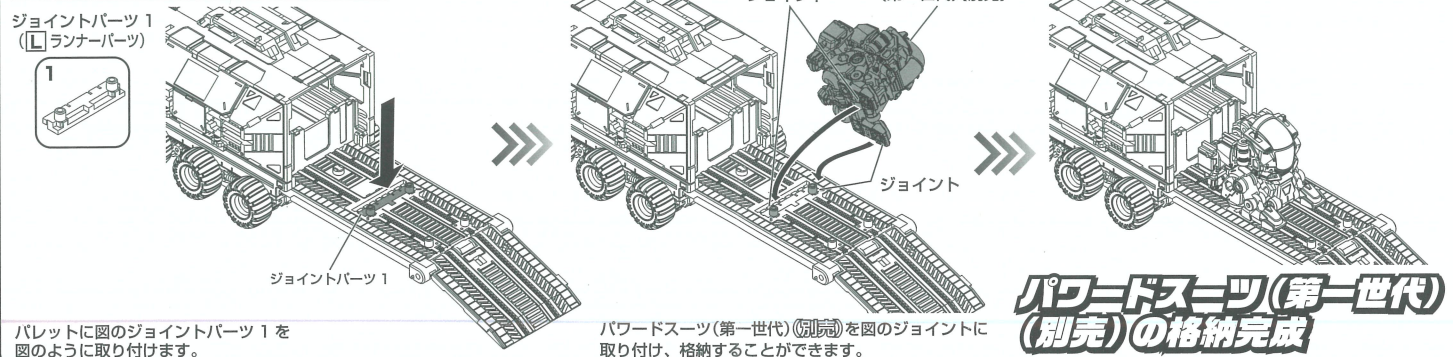 ジョイントパーツ 1
（L ランナーパーツ）
1
ジョイントパーツ 1
パレットに図のジョイントパーツ 1 を
図のように取り付けます。
ジョイント
パワードスーツ（第一世代）（別売）を図のジョイントに
取り付け、格納することができます。
パワードスーツ（第一世代）
（別売）の格納完成